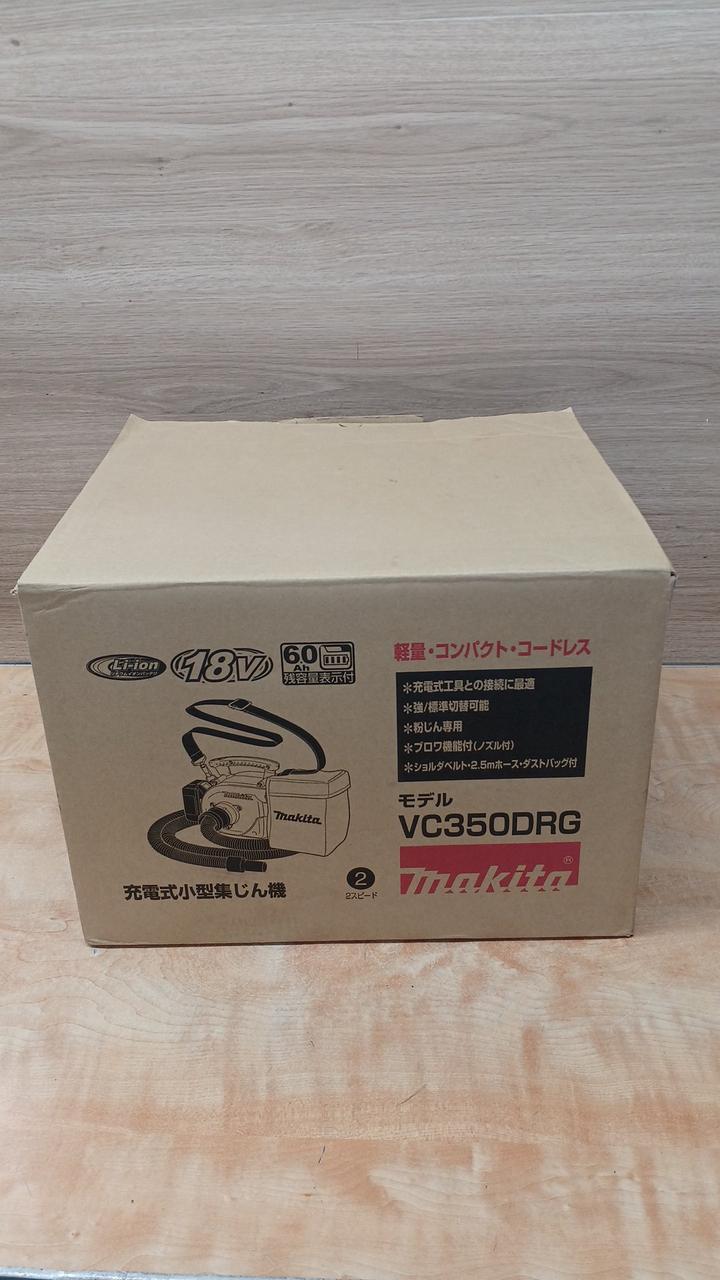 Li-ion
リチウムイオンバッテリ
18V
6.0
Ah
残容量表示付
軽量・コンパクト・コードレス
＊充電式工具との接続に最適
＊強/標準切替可能
＊粉じん専用
＊ブロワ機能付(ノズル付)
＊ショルダベルト・2.5mホース・ダストバッグ付
makita
充電式小型集じん機
2
2スピード
モデル
VC350DRG
makita®